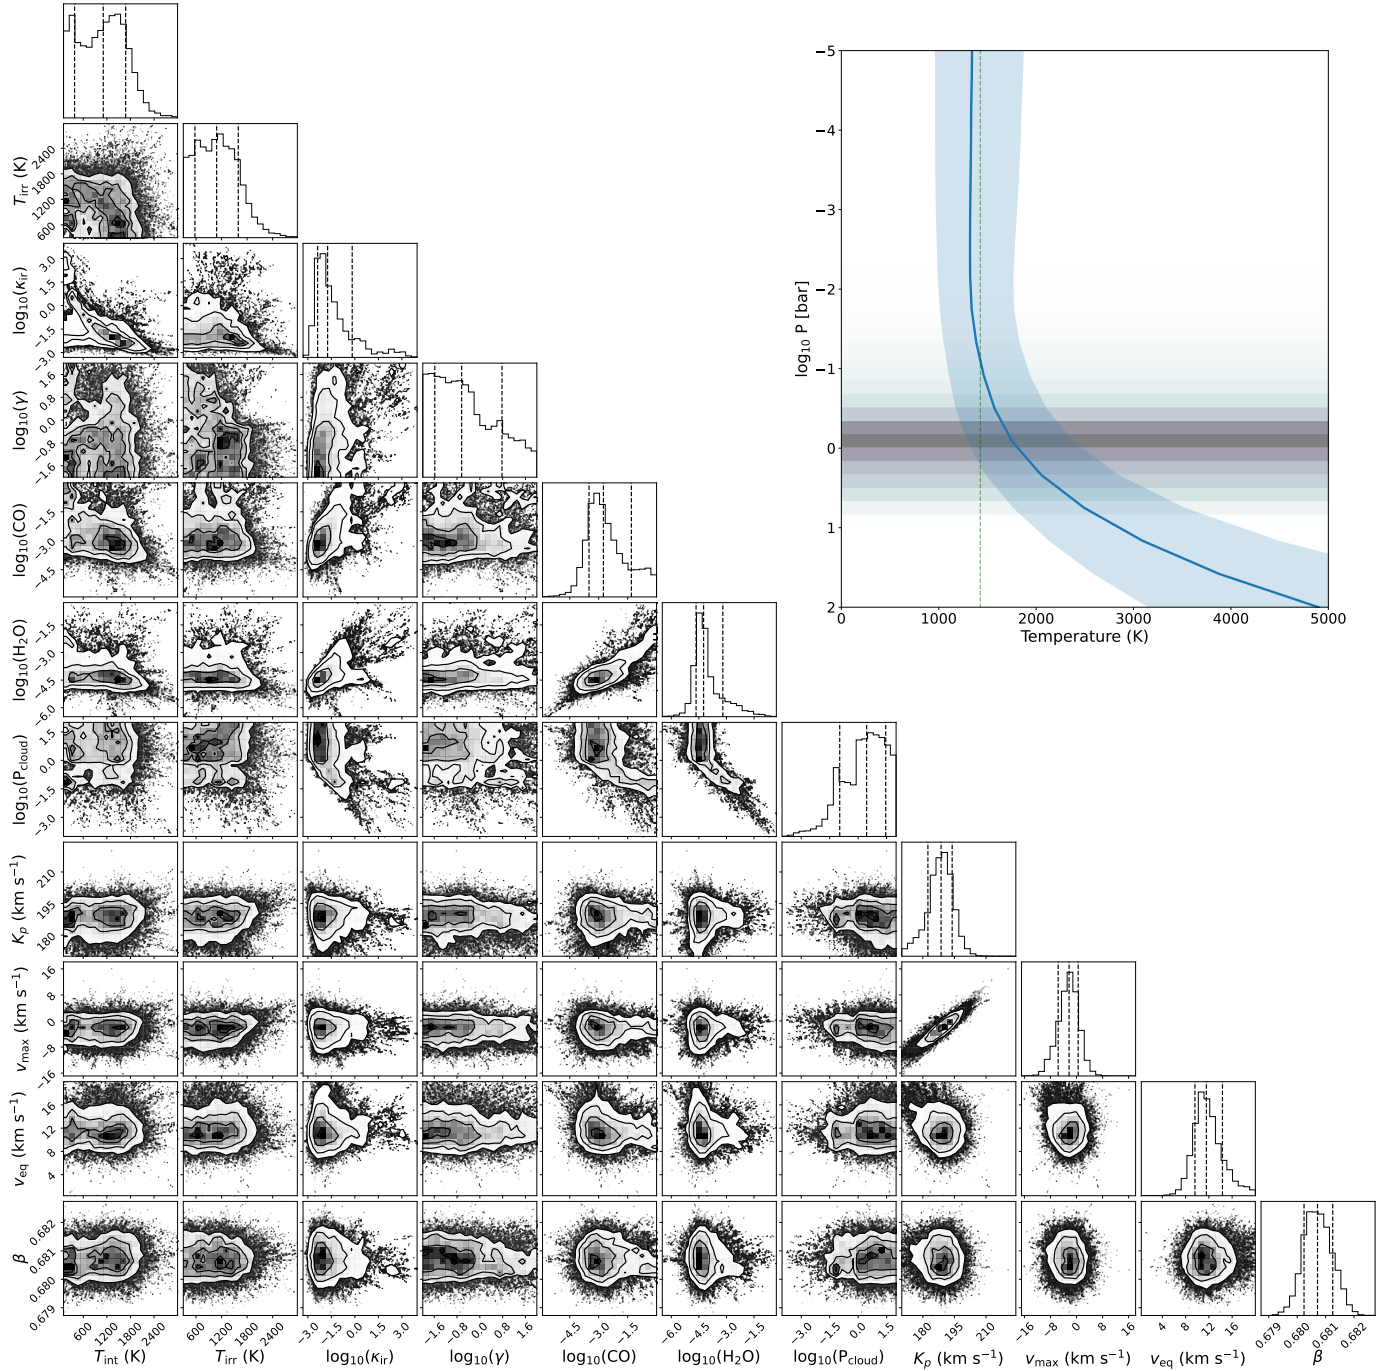 −5
−4
−3
−2
−1
0
1
2
log₁₀ P [bar]
0 1000 2000 3000 4000 5000
Temperature (K)
T_irr (K)
2400
1800
1200
600
log₁₀(κ_ir)
3.0
1.5
0.0
−1.5
−3.0
log₁₀(γ)
1.6
0.8
0.0
−0.8
−1.6
log₁₀(CO)
−1.5
−3.0
−4.5
log₁₀(H₂O)
−1.5
−3.0
−4.5
−6.0
log₁₀(P_cloud)
1.5
0.0
−1.5
−3.0
K_p (km s⁻¹)
210
195
180
v_max (km s⁻¹)
16
8
0
−8
−16
v_eq (km s⁻¹)
16
12
8
4
β
0.682
0.681
0.680
0.679
600 1200 1800 2400
600 1200 1800 2400
−3.0 −1.5 0.0 1.5 3.0
−1.6 −0.8 0.0 0.8 1.6
−4.5 −3.0 −1.5
−6.0 −4.5 −3.0 −1.5
−3.0 −1.5 0.0 1.5
180 195 210
−16 −8 0 8 16
4 8 12 16
0.679 0.680 0.681 0.682
T_int (K) T_irr (K) log₁₀(κ_ir) log₁₀(γ) log₁₀(CO) log₁₀(H₂O) log₁₀(P_cloud) K_p (km s⁻¹) v_max (km s⁻¹) v_eq (km s⁻¹) β